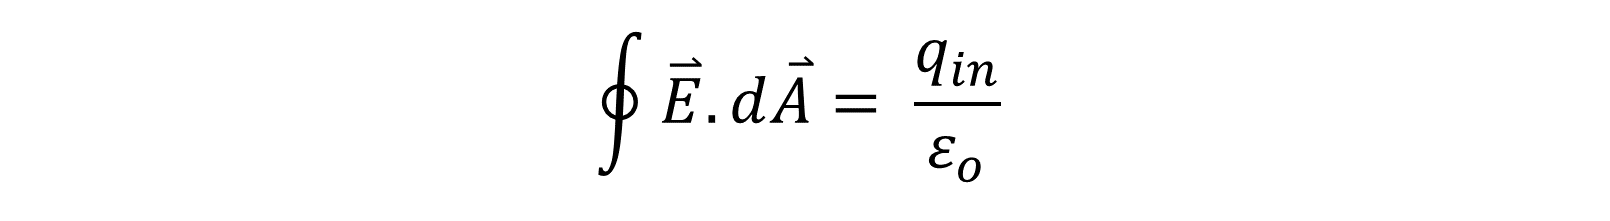 ∮ E⃗ . dA⃗ = q_in / ε_o